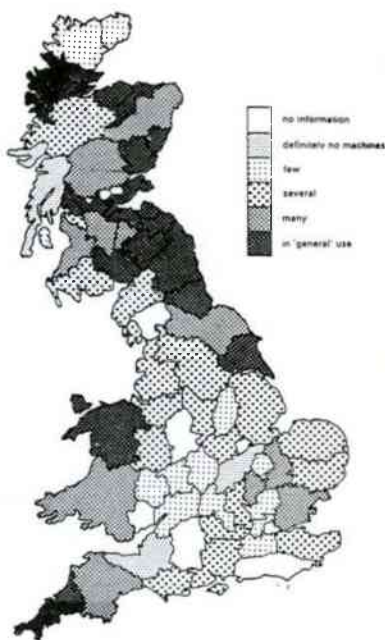 no information
definitely no machines
few
several
many
in 'general' use